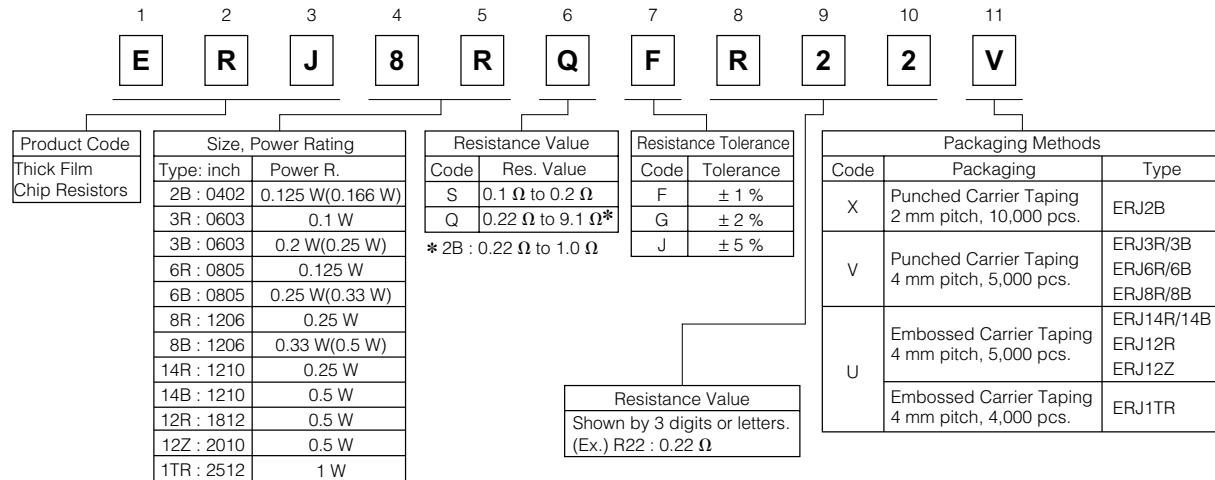 1 2 3 4 5 6 7 8 9 10 11
E R J 8 R Q F R 2 2 V
Product Code
Thick Film
Chip Resistors
Size, Power Rating
Type: inch Power R.
2B : 0402 0.125 W(0.166 W)
3R : 0603 0.1 W
3B : 0603 0.2 W(0.25 W)
6R : 0805 0.125 W
6B : 0805 0.25 W(0.33 W)
8R : 1206 0.25 W
8B : 1206 0.33 W(0.5 W)
14R : 1210 0.25 W
14B : 1210 0.5 W
12R : 1812 0.5 W
12Z : 2010 0.5 W
1TR : 2512 1 W
Resistance Value
Code Res. Value
S 0.1 Ω to 0.2 Ω
Q 0.22 Ω to 9.1 Ω*
* 2B : 0.22 Ω to 1.0 Ω
Resistance Tolerance
Code Tolerance
F ± 1 %
G ± 2 %
J ± 5 %
Resistance Value
Shown by 3 digits or letters.
(Ex.) R22 : 0.22 Ω
Packaging Methods
Code Packaging Type
X Punched Carrier Taping
2 mm pitch, 10,000 pcs. ERJ2B
V Punched Carrier Taping
4 mm pitch, 5,000 pcs.
ERJ3R/3B
ERJ6R/6B
ERJ8R/8B
U Embossed Carrier Taping
4 mm pitch, 5,000 pcs.
ERJ14R/14B
ERJ12R
ERJ12Z
Embossed Carrier Taping
4 mm pitch, 4,000 pcs. ERJ1TR